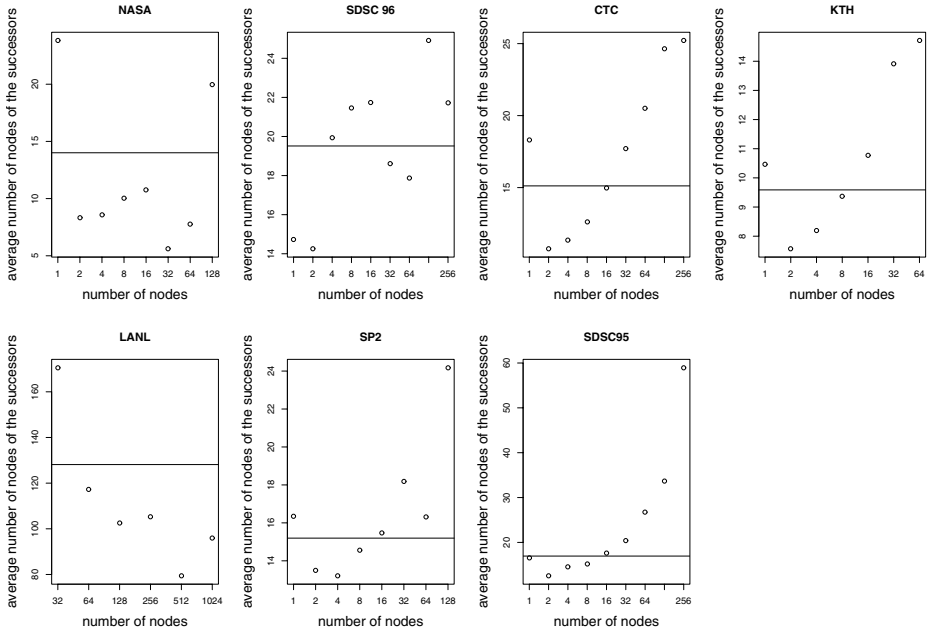 NASA
average number of nodes of the successors
5 10 15 20
1 2 4 8 16 32 64 128
number of nodes
SDSC 96
average number of nodes of the successors
14 16 18 20 22 24
1 2 4 8 16 32 64 256
number of nodes
CTC
average number of nodes of the successors
15 20 25
1 2 4 8 16 32 64 256
number of nodes
KTH
average number of nodes of the successors
8 9 10 11 12 13 14
1 2 4 8 16 32 64
number of nodes
LANL
average number of nodes of the successors
80 100 120 140 160
32 64 128 256 512 1024
number of nodes
SP2
average number of nodes of the successors
14 16 18 20 22 24
1 2 4 8 16 32 64 128
number of nodes
SDSC95
average number of nodes of the successors
20 30 40 50 60
1 2 4 8 16 32 64 256
number of nodes